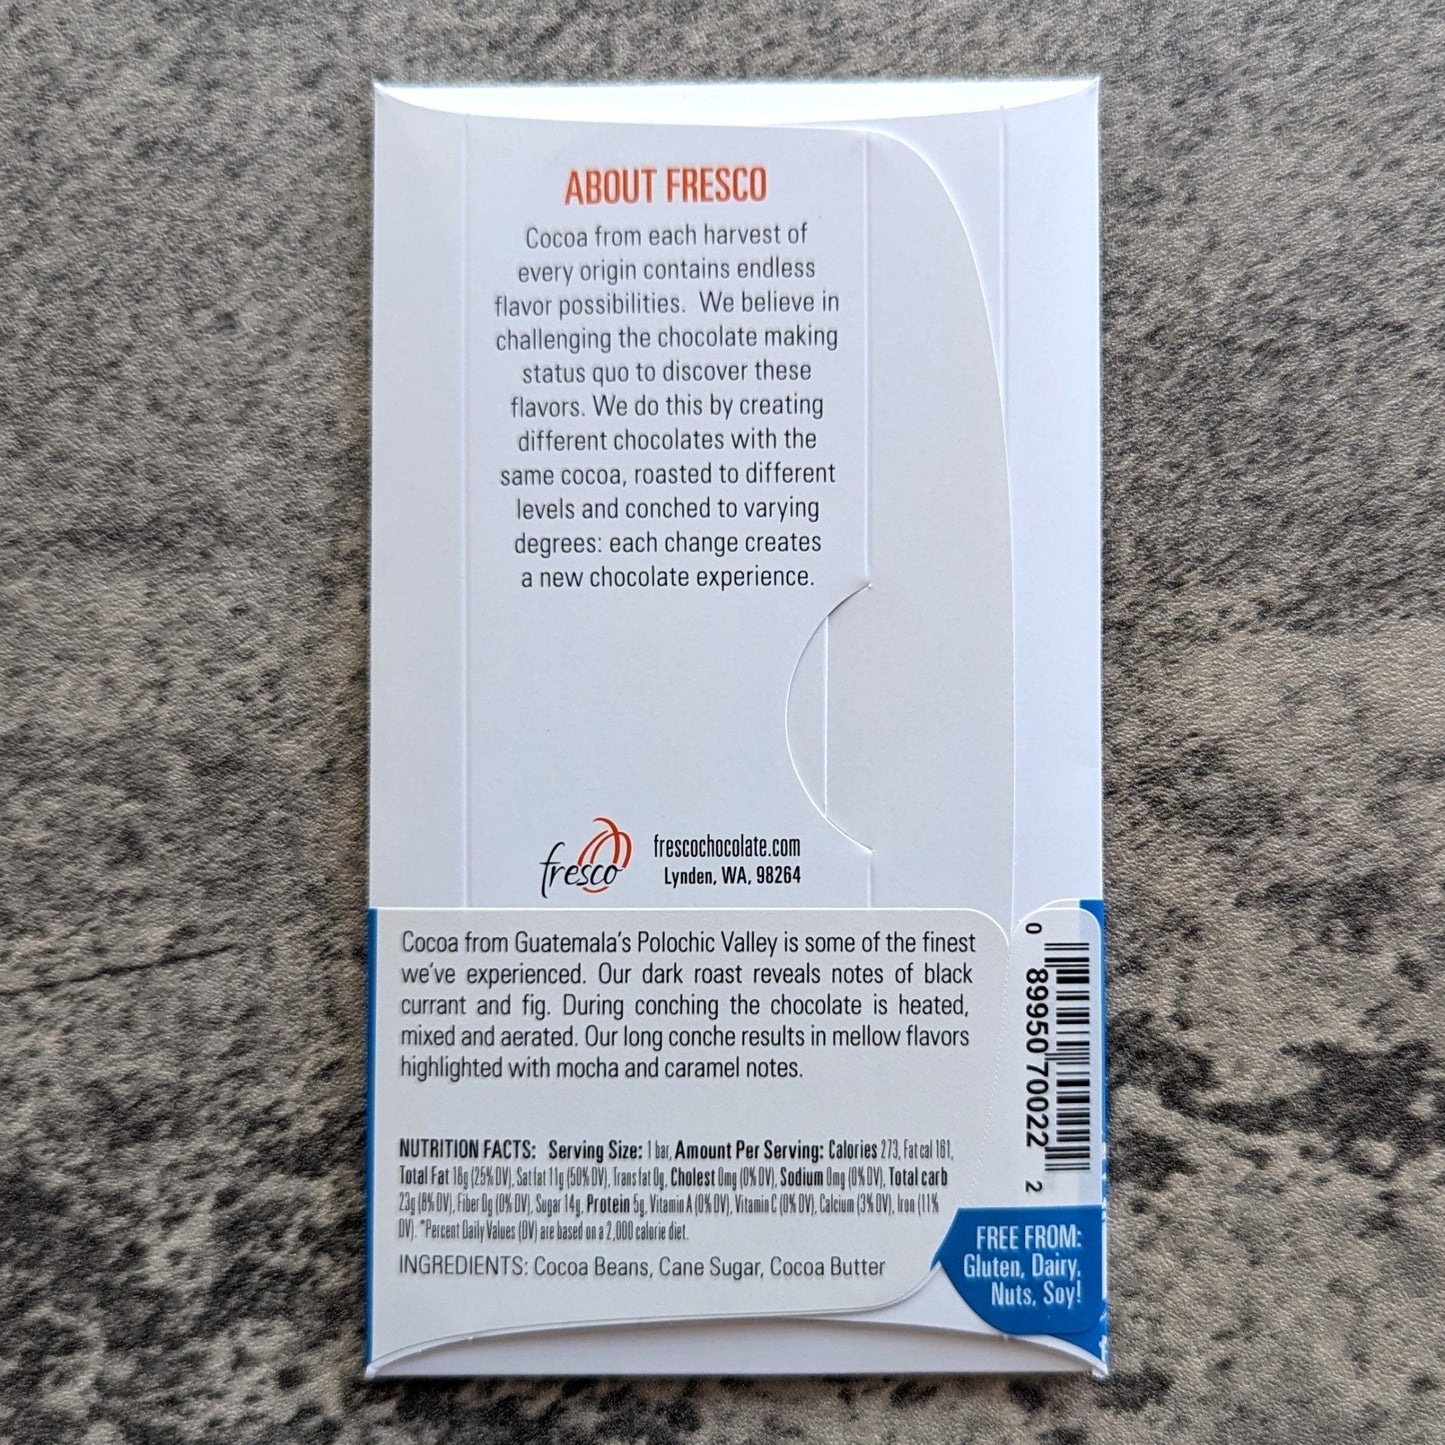 ABOUT FRESCO
Cocoa from each harvest of
every origin contains endless
flavor possibilities. We believe in
challenging the chocolate making
status quo to discover these
flavors. We do this by creating
different chocolates with the
same cocoa, roasted to different
levels and conched to varying
degrees: each change creates
a new chocolate experience.
fresco
frescochocolate.com
Lynden, WA, 98264
Cocoa from Guatemala's Polochic Valley is some of the finest
we've experienced. Our dark roast reveals notes of black
currant and fig. During conching the chocolate is heated,
mixed and aerated. Our long conche results in mellow flavors
highlighted with mocha and caramel notes.
NUTRITION FACTS: Serving Size: 1 bar, Amount Per Serving: Calories 273, Fat cal 161,
Total Fat 18g (25% DV), Sat fat 11g (50% DV), Trans fat 0g, Cholest 0mg (0% DV), Sodium 0mg (0% DV), Total carb
23g (8% DV), Fiber 0g (0% DV), Sugar 14g, Protein 5g, Vitamin A (0% DV), Vitamin C (0% DV), Calcium (3% DV), Iron (11%
DV). *Percent Daily Values (DV) are based on a 2,000 calorie diet.
INGREDIENTS: Cocoa Beans, Cane Sugar, Cocoa Butter
0 89950 70022 2
FREE FROM:
Gluten, Dairy,
Nuts, Soy!